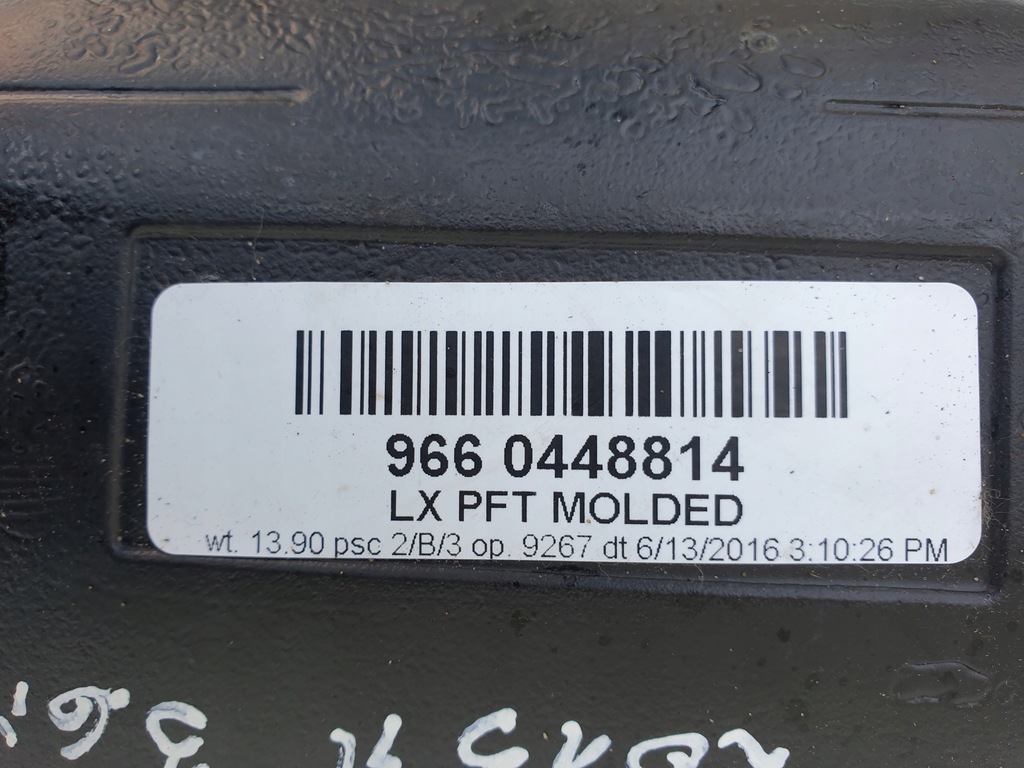 966 0448814
LX PFT MOLDED
wt. 13.90 psc 2/B/3 op. 9267 dt 6/13/2016 3:10:26 PM